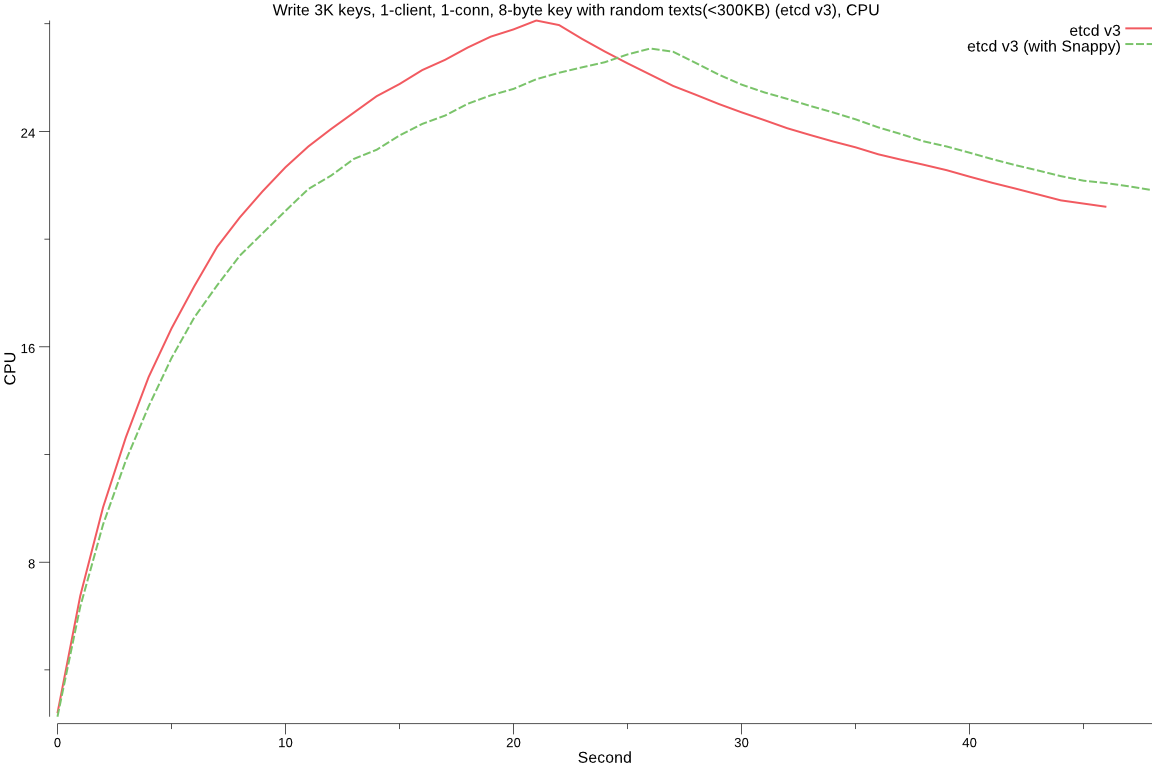 Write 3K keys, 1-client, 1-conn, 8-byte key with random texts(<300KB) (etcd v3), CPU
etcd v3
etcd v3 (with Snappy)
24
16
8
CPU
0 10 20 30 40
Second